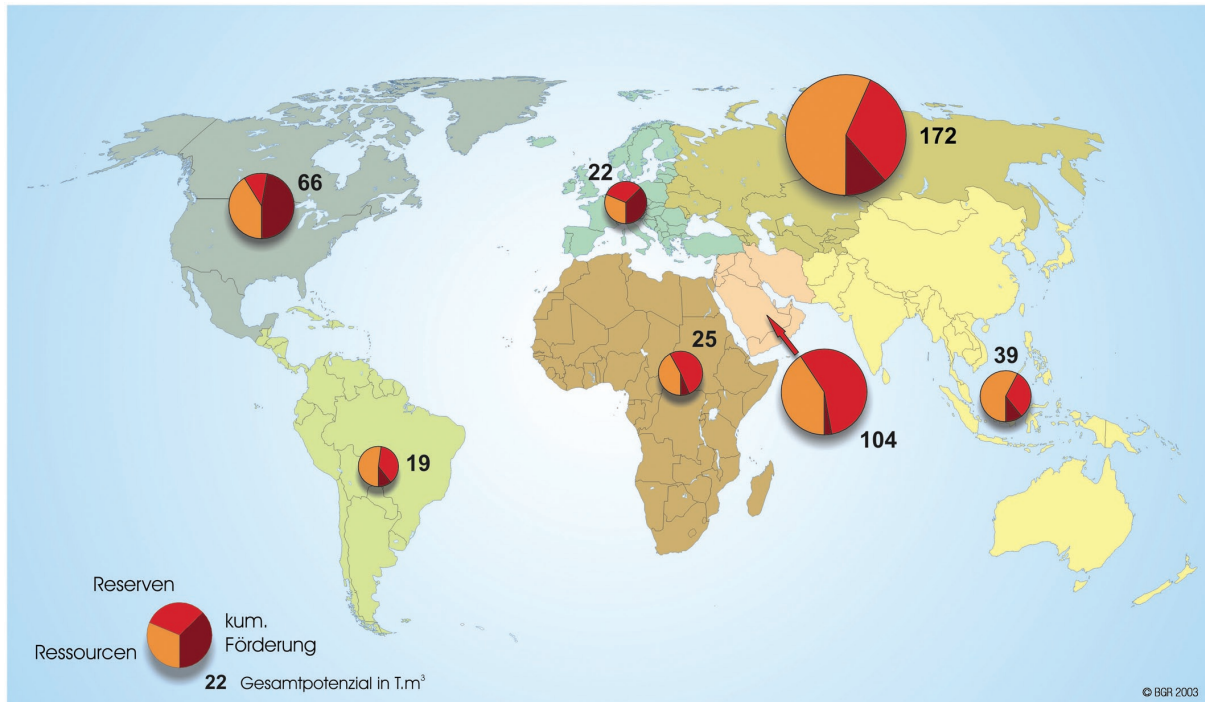 172
66
22
25
39
104
19
Reserven
kum.
Förderung
Ressourcen
22 Gesamtpotenzial in T.m³
© BGR 2003